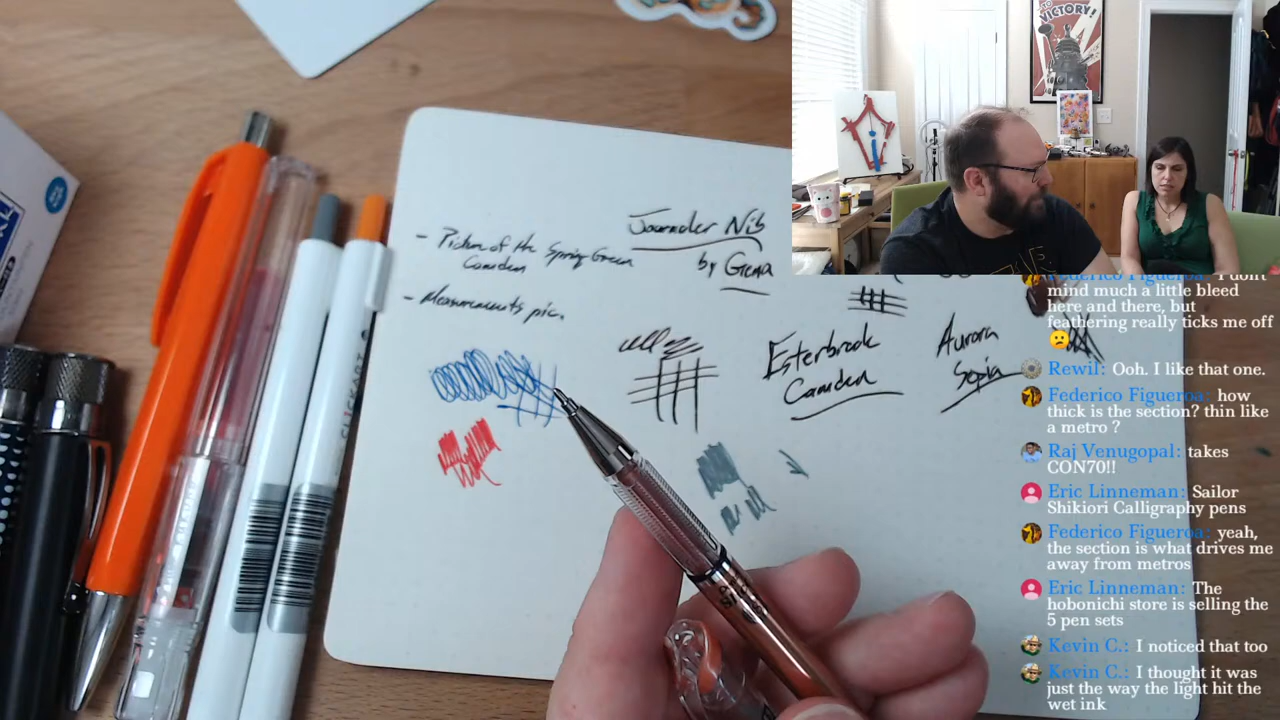 TO VICTORY!
Journaler Nib
by Gena
- Picture of the Spring Green
Camden
- Measurements pic.
Esterbrook
Camden
Aurora
Sepia
CLICKART
Federico Figueroa: I don't
mind much a little bleed
here and there, but
feathering really ticks me off
Rewil: Ooh. I like that one.
Federico Figueroa: how
thick is the section? thin like
a metro ?
Raj Venugopal: takes
CON70!!
Eric Linneman: Sailor
Shikiori Calligraphy pens
Federico Figueroa: yeah,
the section is what drives me
away from metros
Eric Linneman: The
hobonichi store is selling the
5 pen sets
Kevin C.: I noticed that too
Kevin C.: I thought it was
just the way the light hit the
wet ink